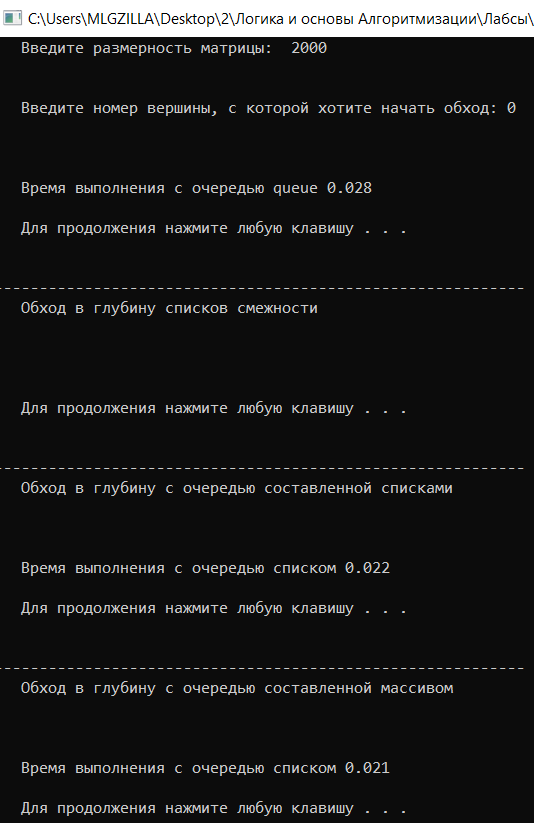 C:\Users\MLGZILLA\Desktop\2\Логика и основы Алгоритмизации\Лабсы\
Введите размерность матрицы:  2000
Введите номер вершины, с которой хотите начать обход: 0
Время выполнения с очередью queue 0.028
Для продолжения нажмите любую клавишу . . .
-----------------------------------------------------------
Обход в глубину списков смежности
Для продолжения нажмите любую клавишу . . .
-----------------------------------------------------------
Обход в глубину с очередью составленной списками
Время выполнения с очередью списком 0.022
Для продолжения нажмите любую клавишу . . .
-----------------------------------------------------------
Обход в глубину с очередью составленной массивом
Время выполнения с очередью списком 0.021
Для продолжения нажмите любую клавишу . . .